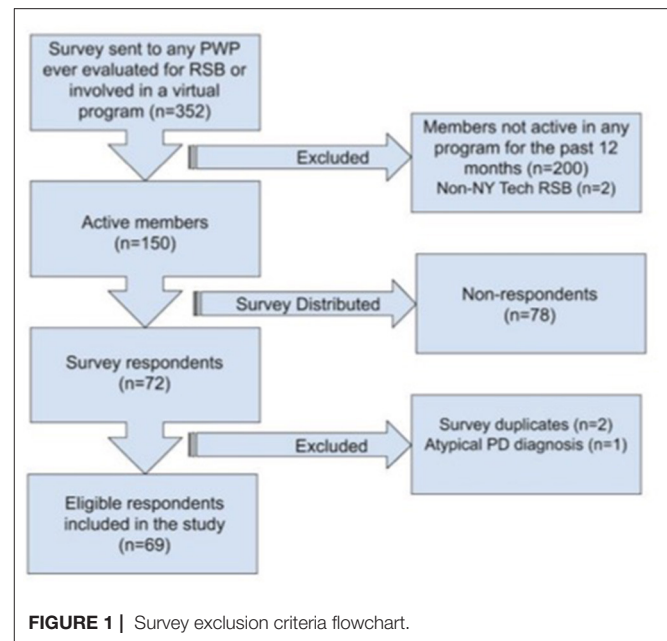 Survey sent to any PWP
ever evaluated for RSB or
involved in a virtual
program (n=352)
Excluded
Members not active in any
program for the past 12
months (n=200)
Non-NY Tech RSB (n=2)
Active members
(n=150)
Survey Distributed
Non-respondents
(n=78)
Survey respondents
(n=72)
Excluded
Survey duplicates (n=2)
Atypical PD diagnosis (n=1)
Eligible respondents
included in the study
(n=69)
FIGURE 1 | Survey exclusion criteria flowchart.